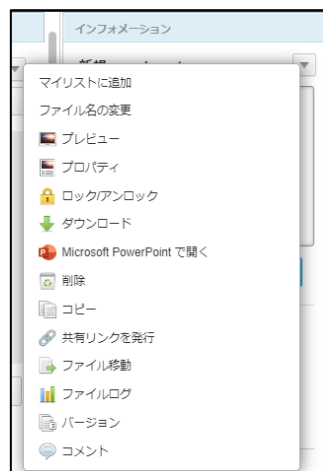 インフォメーション
マイリストに追加
ファイル名の変更
プレビュー
プロパティ
ロック/アンロック
ダウンロード
Microsoft PowerPoint で開く
削除
コピー
共有リンクを発行
ファイル移動
ファイルログ
バージョン
コメント